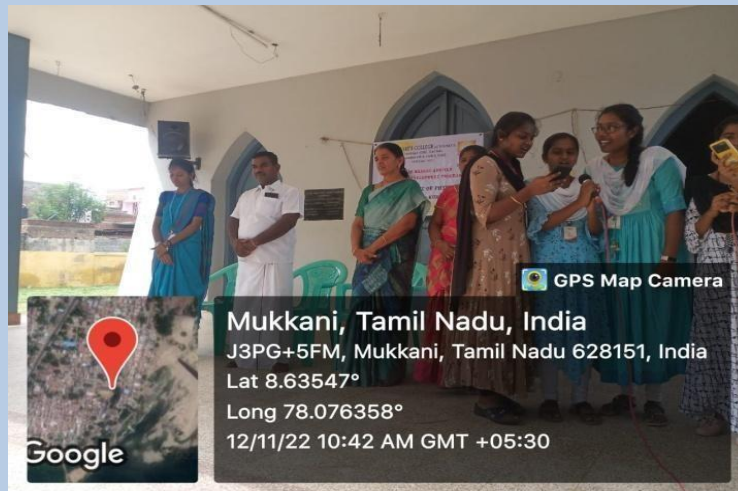 GPS Map Camera
Mukkani, Tamil Nadu, India
J3PG+5FM, Mukkani, Tamil Nadu 628151, India
Lat 8.63547°
Long 78.076358°
12/11/22 10:42 AM GMT +05:30
Google